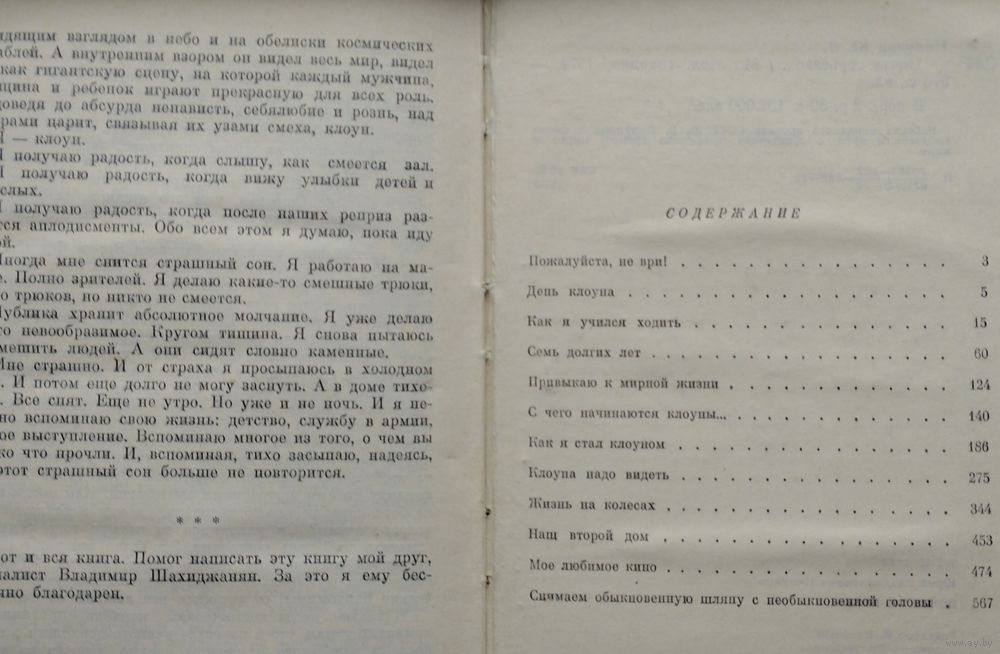 идящим взглядом в небо и на обелиски космических
аблей. А внутренним взором он видел весь мир, видел
как гигантскую сцену, на которой каждый мужчина,
щина и ребенок играют прекрасную для всех роль.
оведя до абсурда ненависть, себялюбие и рознь, над
рами царит, связывая их узами смеха, клоун.
Я — клоун.
Я получаю радость, когда слышу, как смеется зал.
Я получаю радость, когда вижу улыбки детей и
слых.
Я получаю радость, когда после наших реприз раз-
тся аплодисменты. Обо всем этом я думаю, пока иду
ой.
Иногда мне снится страшный сон. Я работаю на ма-
е. Полно зрителей. Я делаю какие-то смешные трюки,
о трюков, но никто не смеется.
Публика хранит абсолютное молчание. Я уже делаю
то невообразимое. Кругом тишина. Я снова пытаюсь
мешить людей. А они сидят словно каменные.
Мне страшно. И от страха я просыпаюсь в холодном
. И потом еще долго не могу заснуть. А в доме тихо-
. Все спят. Еще не утро. Но уже и не ночь. И я не-
но вспоминаю свою жизнь: детство, службу в армии,
ое выступление. Вспоминаю многое из того, о чем вы
ко что прочли. И, вспоминая, тихо засыпаю, надеясь,
этот страшный сон больше не повторится.
* * *
от и вся книга. Помог написать эту книгу мой друг,
налист Владимир Шахиджанян. За это я ему бес-
чно благодарен.
СОДЕРЖАНИЕ
Пожалуйста, не ври! . . . . . . . . . . . . . . . . 3
День клоуна . . . . . . . . . . . . . . . . . . . 5
Как я учился ходить . . . . . . . . . . . . . . . . 15
Семь долгих лет . . . . . . . . . . . . . . . . . . 60
Привыкаю к мирной жизни . . . . . . . . . . . . . 124
С чего начинаются клоуны... . . . . . . . . . . . . . 140
Как я стал клоуном . . . . . . . . . . . . . . . . 186
Клоуна надо видеть . . . . . . . . . . . . . . . . 275
Жизнь на колесах . . . . . . . . . . . . . . . . . 344
Наш второй дом . . . . . . . . . . . . . . . . . 453
Мое любимое кино . . . . . . . . . . . . . . . . . 474
Снимаем обыкновенную шляпу с необыкновенной головы . 567
www.ay.by